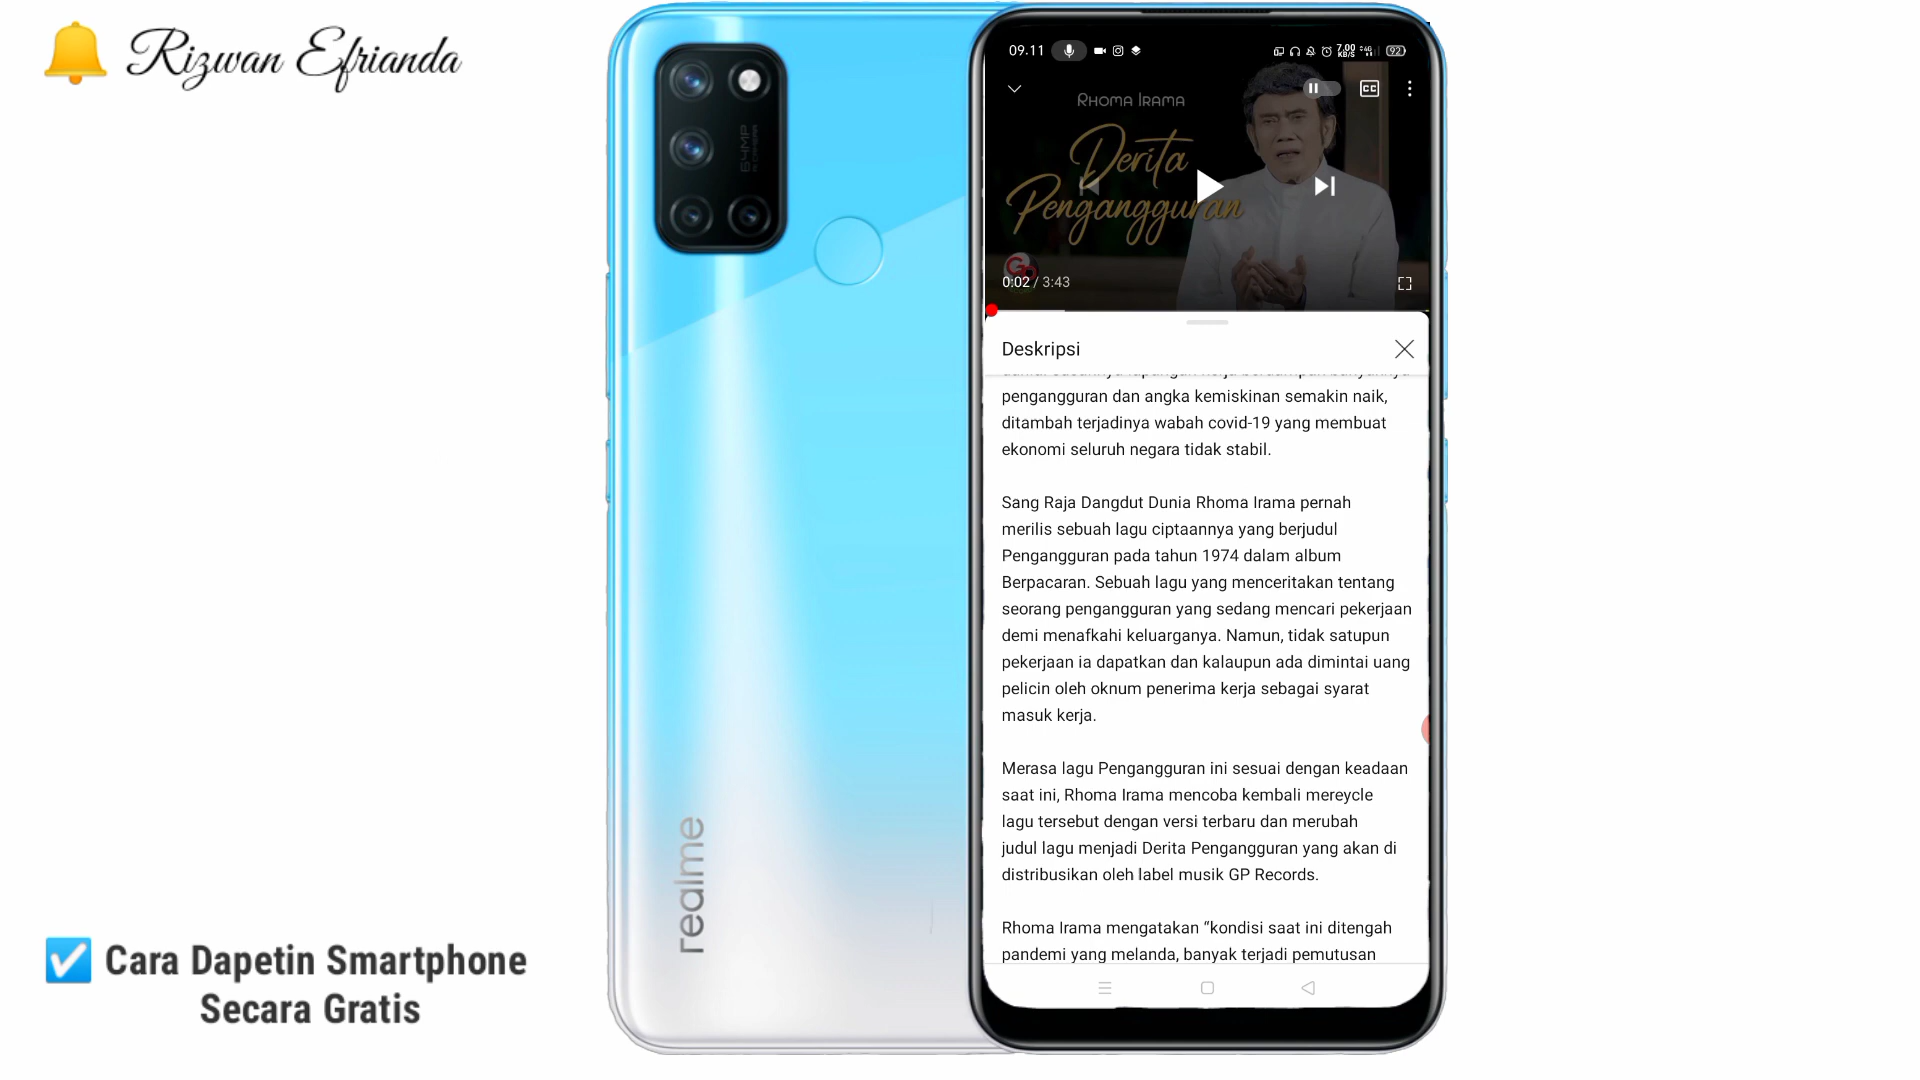 Rizwan Efrianda
64MP
realme
Cara Dapetin Smartphone
Secara Gratis
09.11
7.00
KB/S
4G
92
RHOMA IRAMA
CC
Derita
Pengangguran
0:02 / 3:43
Deskripsi
pengangguran dan angka kemiskinan semakin naik,
ditambah terjadinya wabah covid-19 yang membuat
ekonomi seluruh negara tidak stabil.
Sang Raja Dangdut Dunia Rhoma Irama pernah
merilis sebuah lagu ciptaannya yang berjudul
Pengangguran pada tahun 1974 dalam album
Berpacaran. Sebuah lagu yang menceritakan tentang
seorang pengangguran yang sedang mencari pekerjaan
demi menafkahi keluarganya. Namun, tidak satupun
pekerjaan ia dapatkan dan kalaupun ada dimintai uang
pelicin oleh oknum penerima kerja sebagai syarat
masuk kerja.
Merasa lagu Pengangguran ini sesuai dengan keadaan
saat ini, Rhoma Irama mencoba kembali mereycle
lagu tersebut dengan versi terbaru dan merubah
judul lagu menjadi Derita Pengangguran yang akan di
distribusikan oleh label musik GP Records.
Rhoma Irama mengatakan “kondisi saat ini ditengah
pandemi yang melanda, banyak terjadi pemutusan